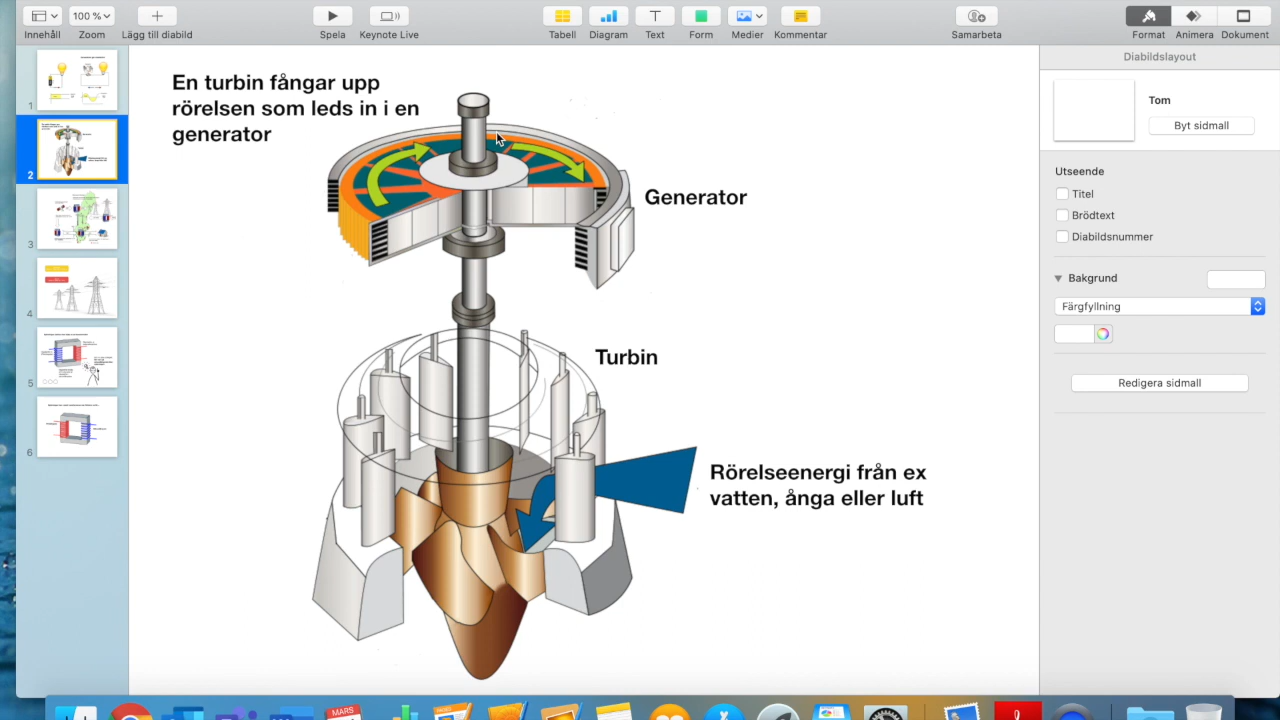 Innehåll
Zoom
100 %
Lägg till diabild
Spela
Keynote Live
Tabell
Diagram
Text
Form
Medier
Kommentar
Samarbeta
Format
Animera
Dokument
1
2
3
4
5
6
En turbin fångar upp
rörelsen som leds in i en
generator
Generator
Turbin
Rörelseenergi från ex
vatten, ånga eller luft
Diabildslayout
Tom
Byt sidmall
Utseende
Titel
Brödtext
Diabildsnummer
Bakgrund
Färgfyllning
Redigera sidmall
MARS